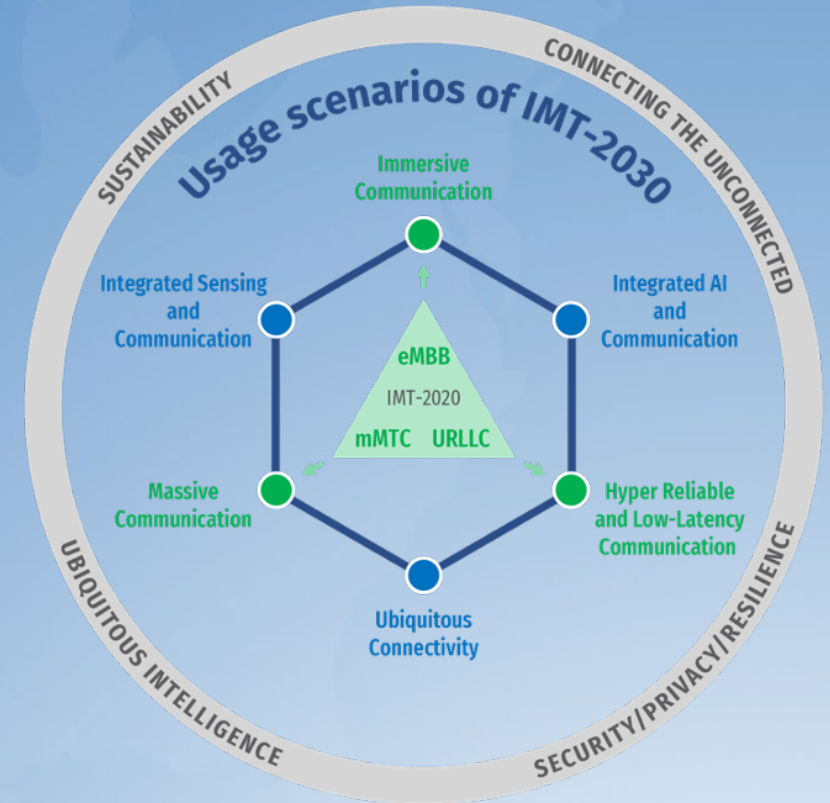 SUSTAINABILITY
CONNECTING THE UNCONNECTED
Usage scenarios of IMT-2030
Immersive
Communication
Integrated Sensing
and
Communication
Integrated AI
and
Communication
eMBB
IMT-2020
mMTC URLLC
Massive
Communication
Hyper Reliable
and Low-Latency
Communication
Ubiquitous
Connectivity
UBIQUITOUS INTELLIGENCE
SECURITY/PRIVACY/RESILIENCE